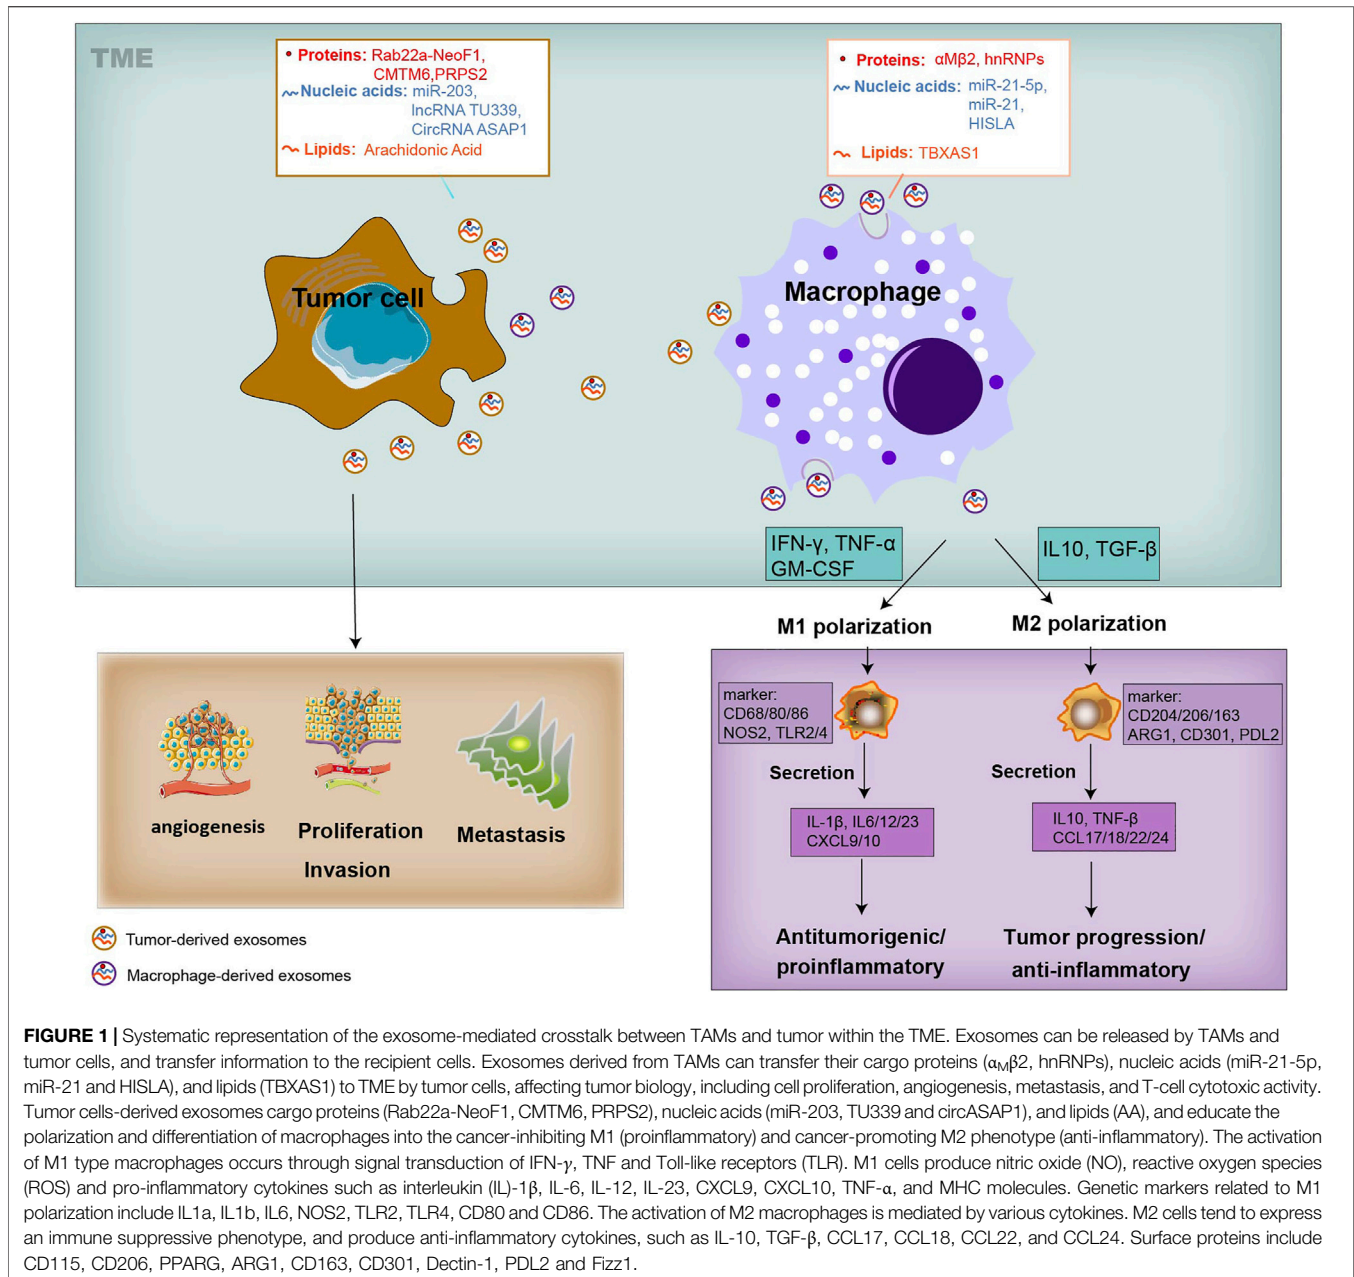 TME
Proteins: Rab22a-NeoF1,
CMTM6,PRPS2
Nucleic acids: miR-203,
lncRNA TU339,
CircRNA ASAP1
Lipids: Arachidonic Acid
Proteins: αMβ2, hnRNPs
Nucleic acids: miR-21-5p,
miR-21,
HISLA
Lipids: TBXAS1
Tumor cell
Macrophage
IFN-γ, TNF-α
GM-CSF
IL10, TGF-β
M1 polarization
M2 polarization
marker:
CD68/80/86
NOS2, TLR2/4
marker:
CD204/206/163
ARG1, CD301, PDL2
Secretion
Secretion
IL-1β, IL6/12/23
CXCL9/10
IL10, TNF-β
CCL17/18/22/24
Antitumorigenic/
proinflammatory
Tumor progression/
anti-inflammatory
angiogenesis
Proliferation
Invasion
Metastasis
Tumor-derived exosomes
Macrophage-derived exosomes
FIGURE 1 | Systematic representation of the exosome-mediated crosstalk between TAMs and tumor within the TME. Exosomes can be released by TAMs and
tumor cells, and transfer information to the recipient cells. Exosomes derived from TAMs can transfer their cargo proteins (αMβ2, hnRNPs), nucleic acids (miR-21-5p,
miR-21 and HISLA), and lipids (TBXAS1) to TME by tumor cells, affecting tumor biology, including cell proliferation, angiogenesis, metastasis, and T-cell cytotoxic activity.
Tumor cells-derived exosomes cargo proteins (Rab22a-NeoF1, CMTM6, PRPS2), nucleic acids (miR-203, TU339 and circASAP1), and lipids (AA), and educate the
polarization and differentiation of macrophages into the cancer-inhibiting M1 (proinflammatory) and cancer-promoting M2 phenotype (anti-inflammatory). The activation
of M1 type macrophages occurs through signal transduction of IFN-γ, TNF and Toll-like receptors (TLR). M1 cells produce nitric oxide (NO), reactive oxygen species
(ROS) and pro-inflammatory cytokines such as interleukin (IL)-1β, IL-6, IL-12, IL-23, CXCL9, CXCL10, TNF-α, and MHC molecules. Genetic markers related to M1
polarization include IL1a, IL1b, IL6, NOS2, TLR2, TLR4, CD80 and CD86. The activation of M2 macrophages is mediated by various cytokines. M2 cells tend to express
an immune suppressive phenotype, and produce anti-inflammatory cytokines, such as IL-10, TGF-β, CCL17, CCL18, CCL22, and CCL24. Surface proteins include
CD115, CD206, PPARG, ARG1, CD163, CD301, Dectin-1, PDL2 and Fizz1.